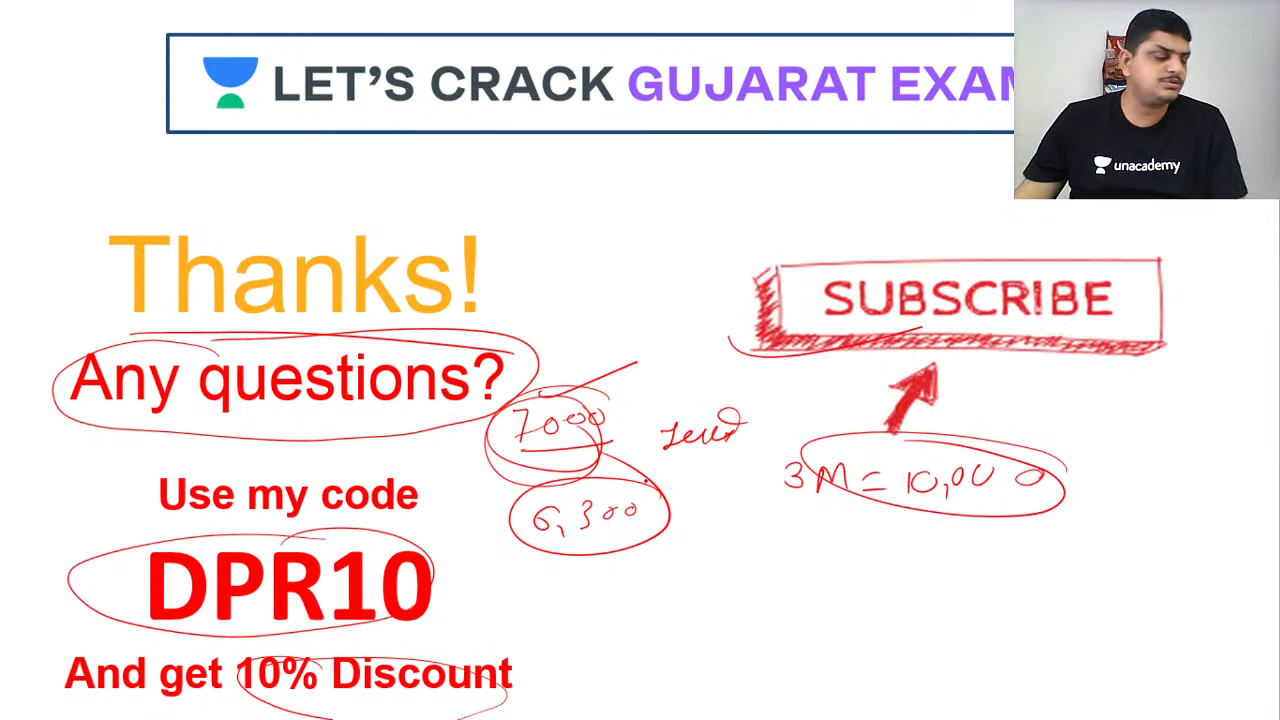 LET'S CRACK GUJARAT EXAM
unacademy
Thanks!
SUBSCRIBE
Any questions?
7000
3M = 10,000
Use my code
6,300
DPR10
And get 10% Discount